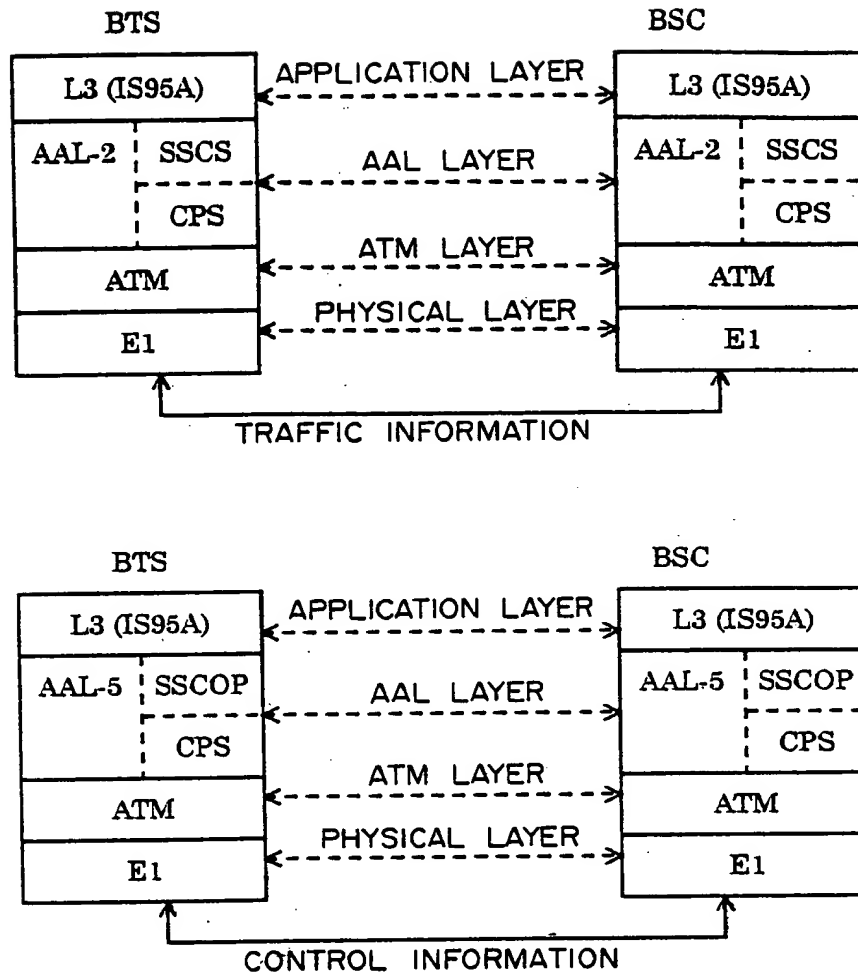 BTS
BSC
L3 (IS95A)
APPLICATION LAYER
L3 (IS95A)
AAL-2
SSCS
AAL LAYER
AAL-2
SSCS
CPS
CPS
ATM LAYER
ATM
ATM
PHYSICAL LAYER
E1
E1
TRAFFIC INFORMATION
BTS
BSC
L3 (IS95A)
APPLICATION LAYER
L3 (IS95A)
AAL-5
SSCOP
AAL LAYER
AAL-5
SSCOP
CPS
CPS
ATM LAYER
ATM
ATM
PHYSICAL LAYER
E1
E1
CONTROL INFORMATION